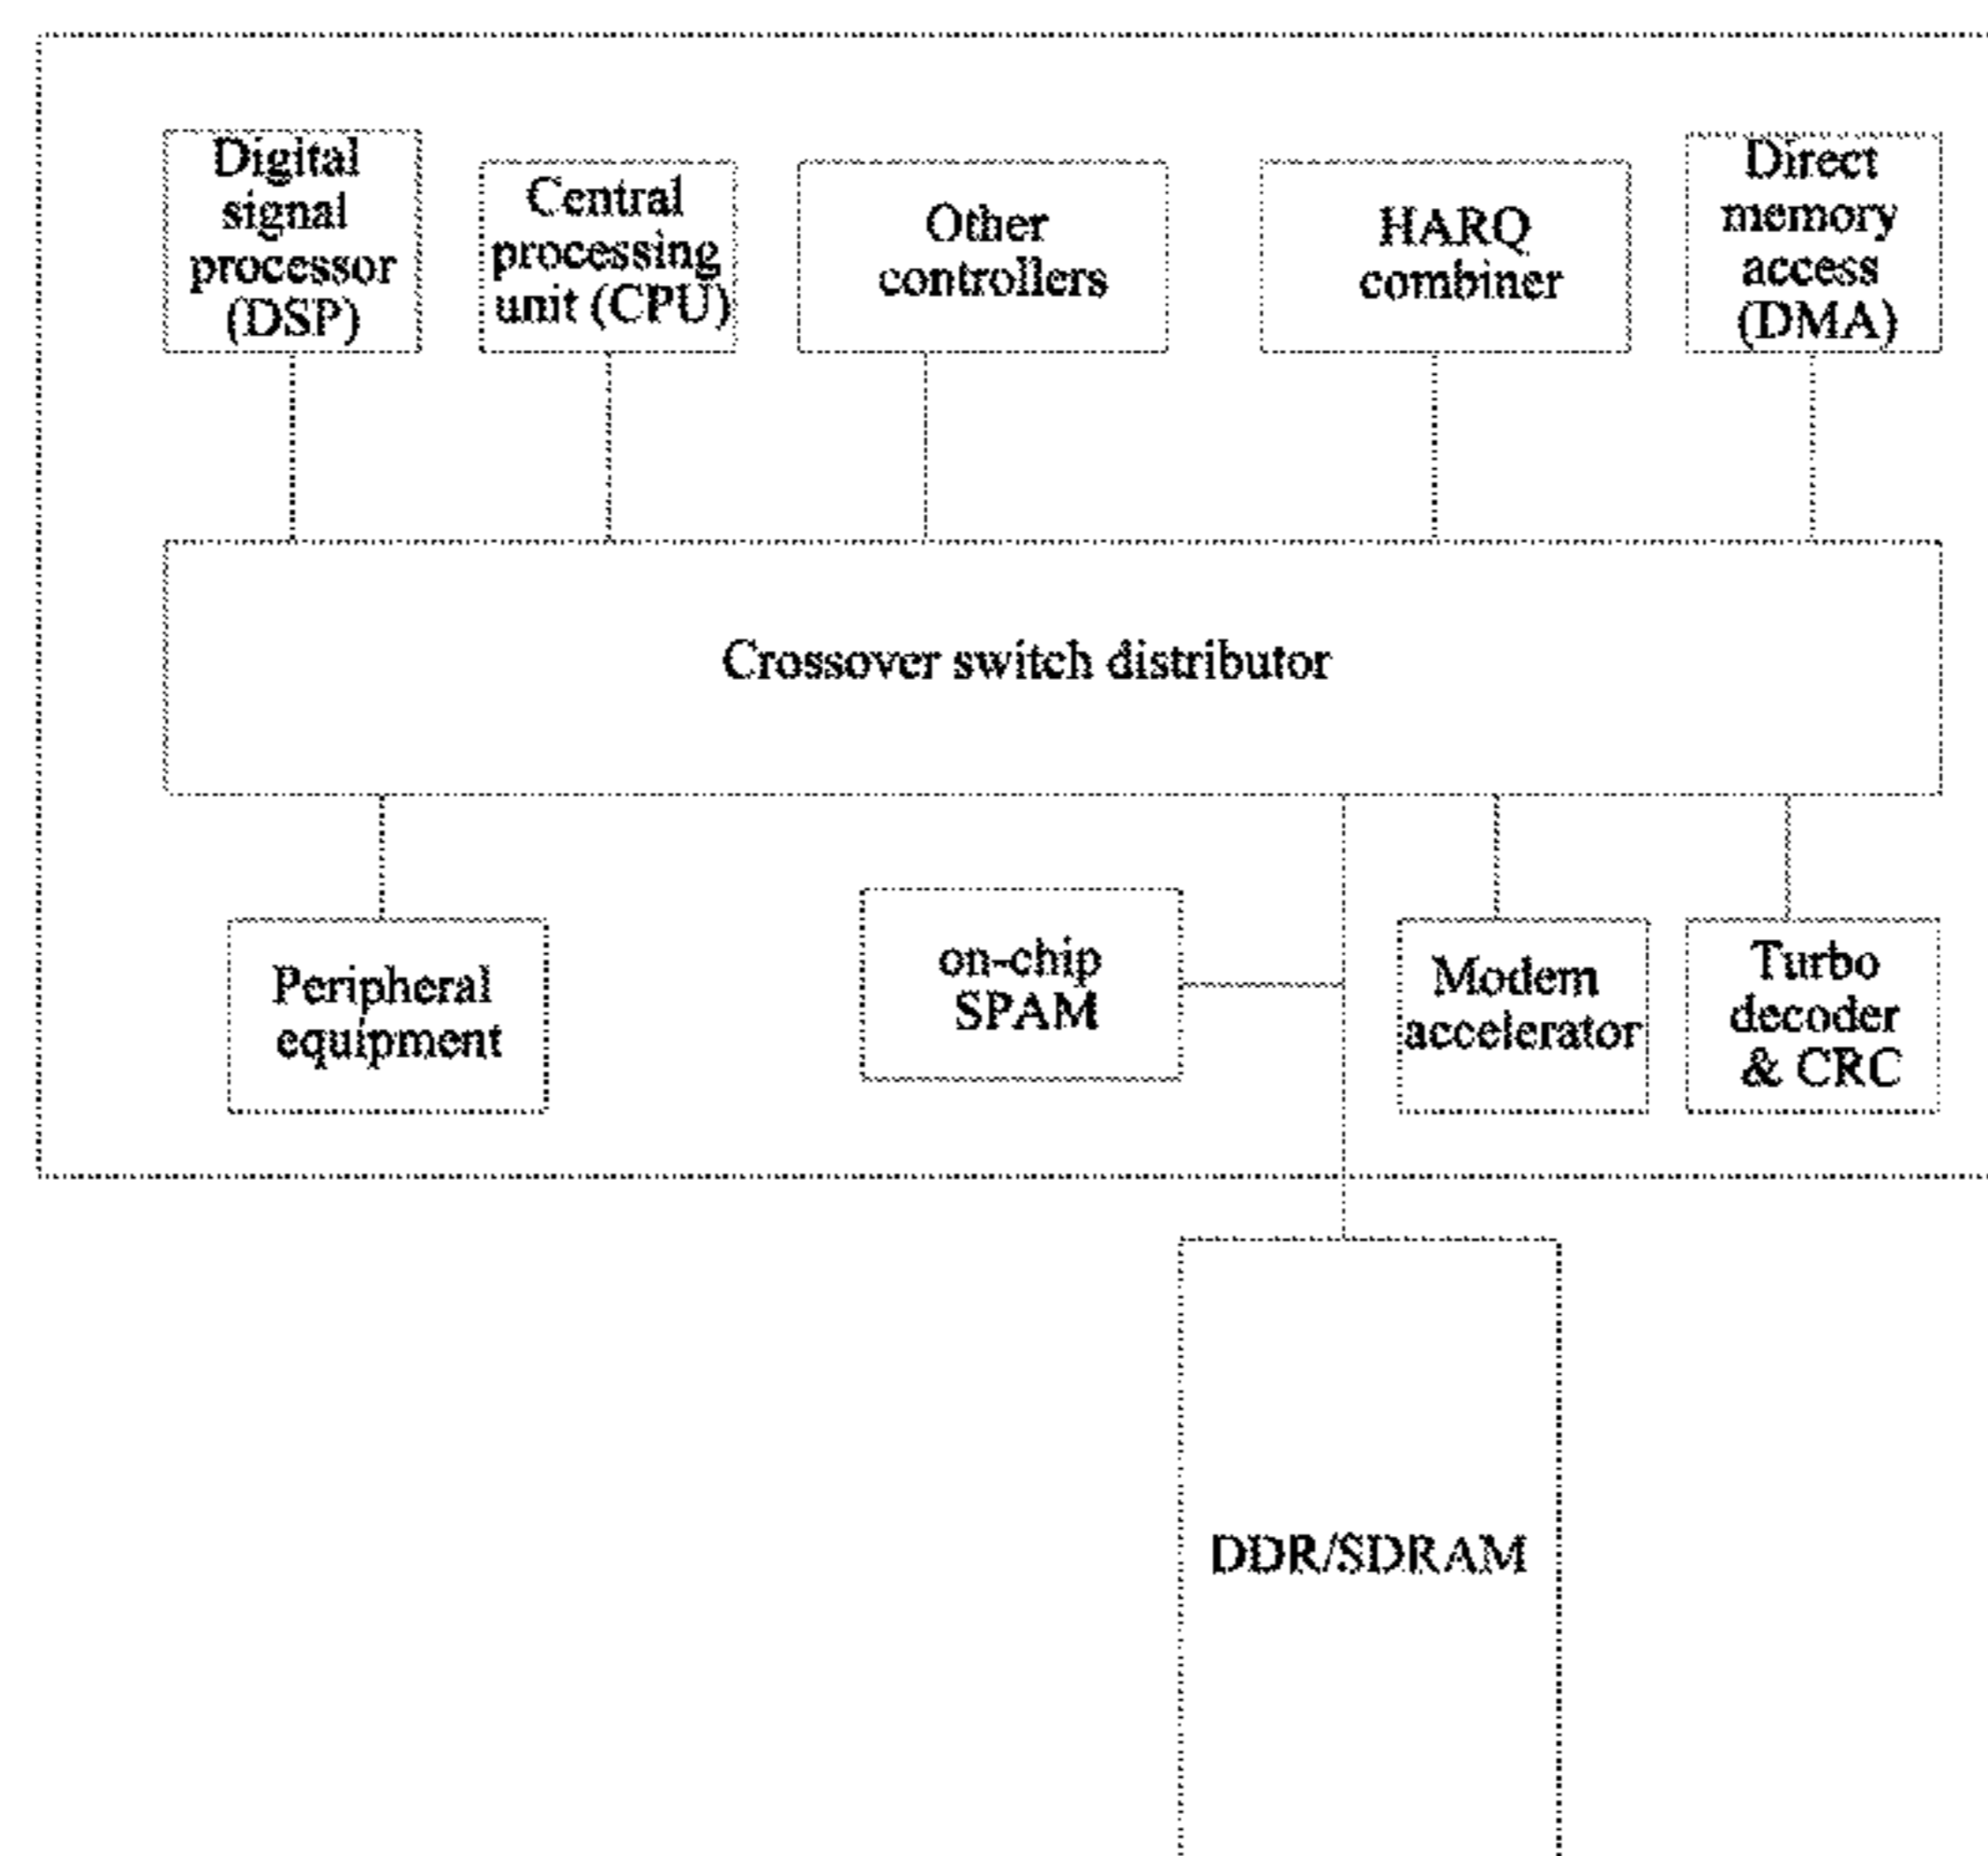 Digital
signal
processor
(DSP)
Central
processing
unit (CPU)
Other
controllers
HARQ
combiner
Direct
memory
access
(DMA)
Crossover switch distributor
Peripheral
equipment
on-chip
SPAM
Modem
accelerator
Turbo
decoder
& CRC
DDR/SDRAM